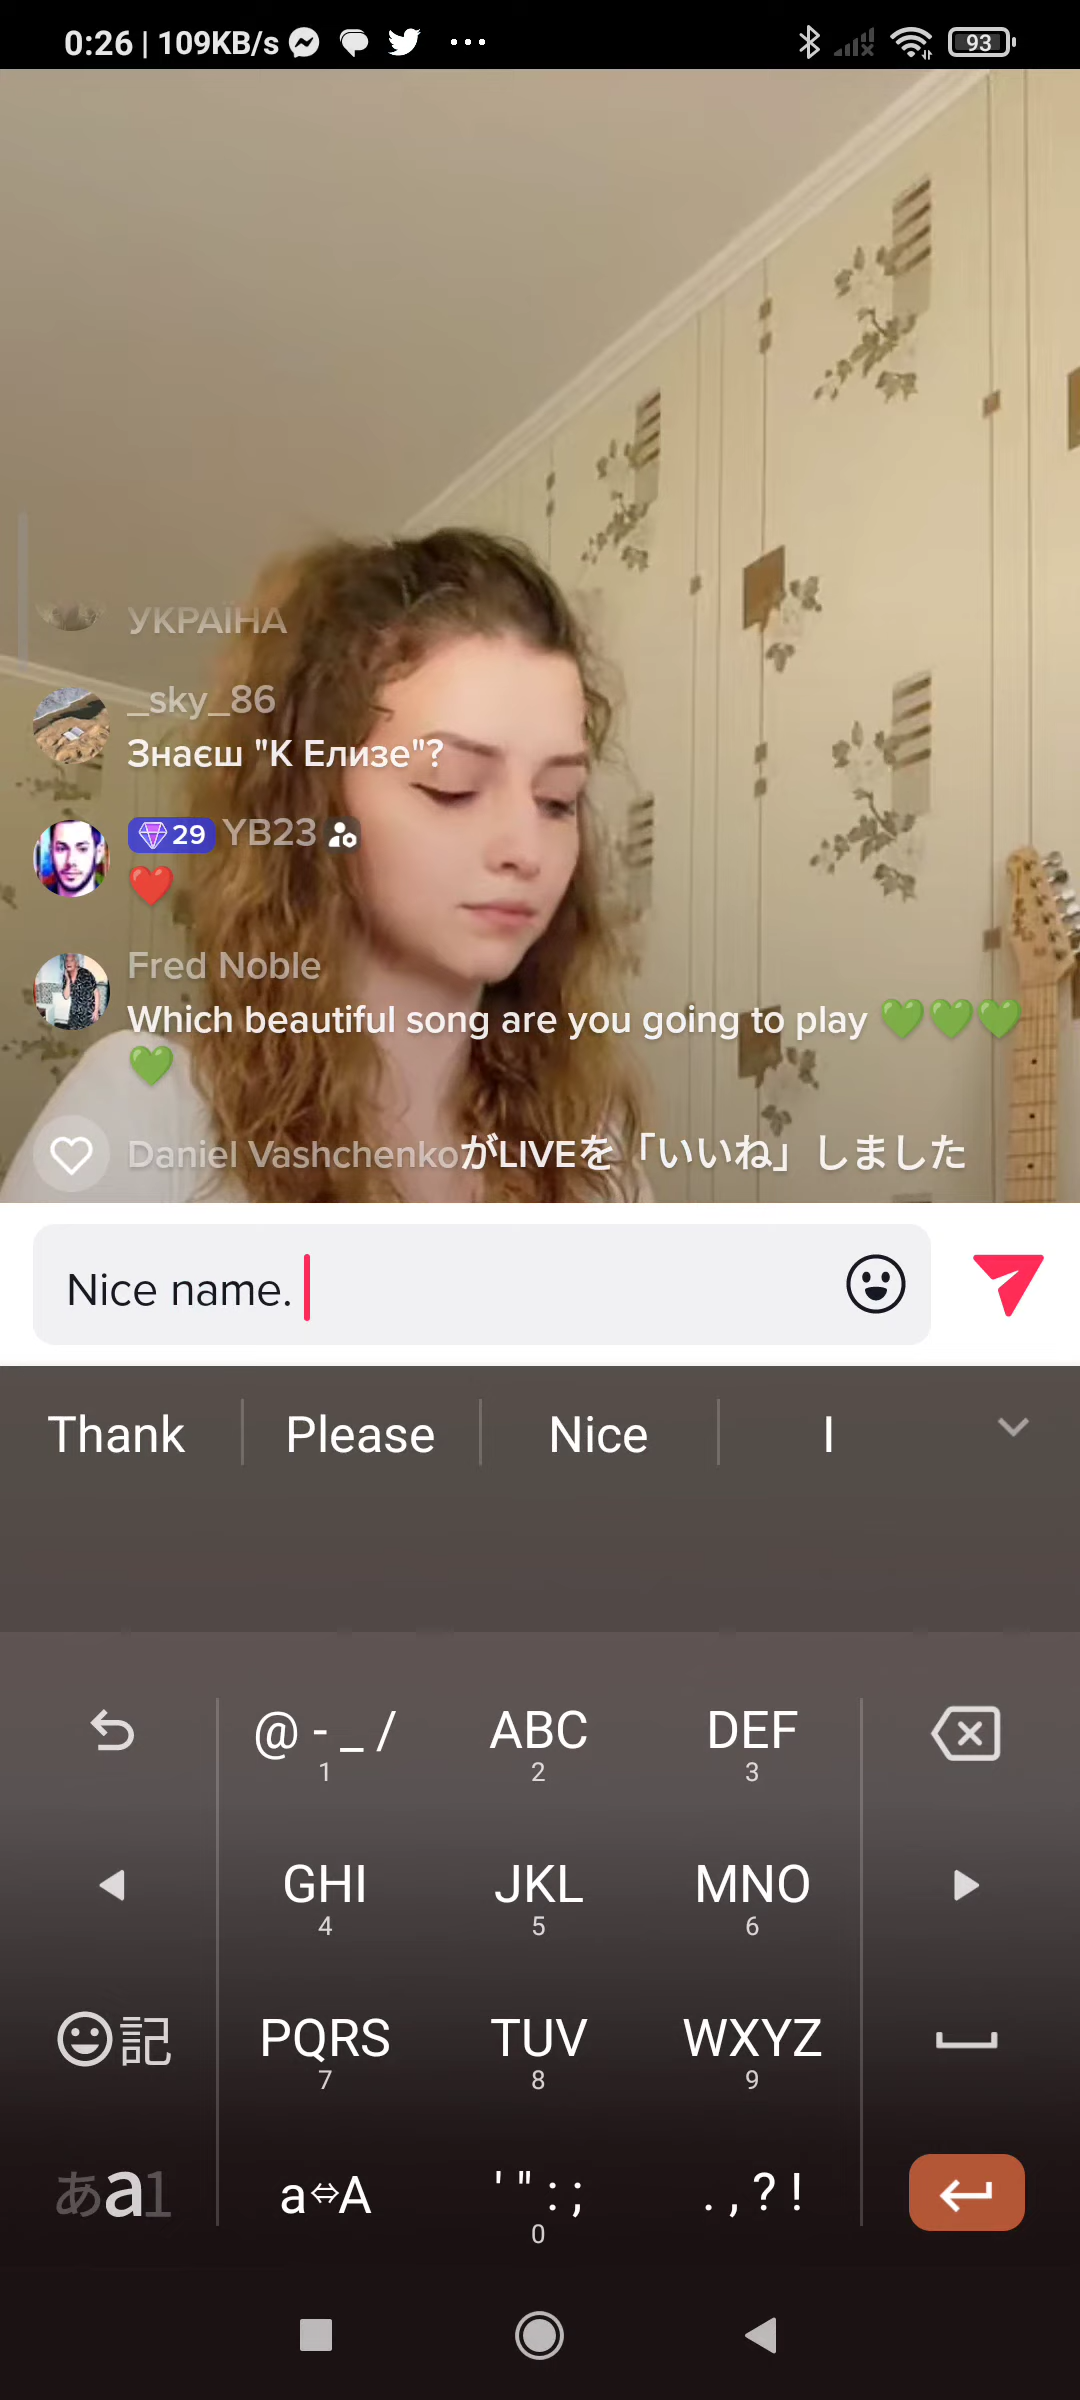 0:26 | 109KB/s
93
УКРАЇНА
_sky_86
Знаєш "К Елизе"?
29 YB23
❤️
Fred Noble
Which beautiful song are you going to play 💚💚💚
💚
Daniel VashchenkoがLIVEを「いいね」しました
Nice name.
Thank Please Nice I
@ - _ / ABC DEF
1 2 3
GHI JKL MNO
4 5 6
記 PQRS TUV WXYZ
7 8 9
あa1 a⇔A ' " : ; . , ? !
0